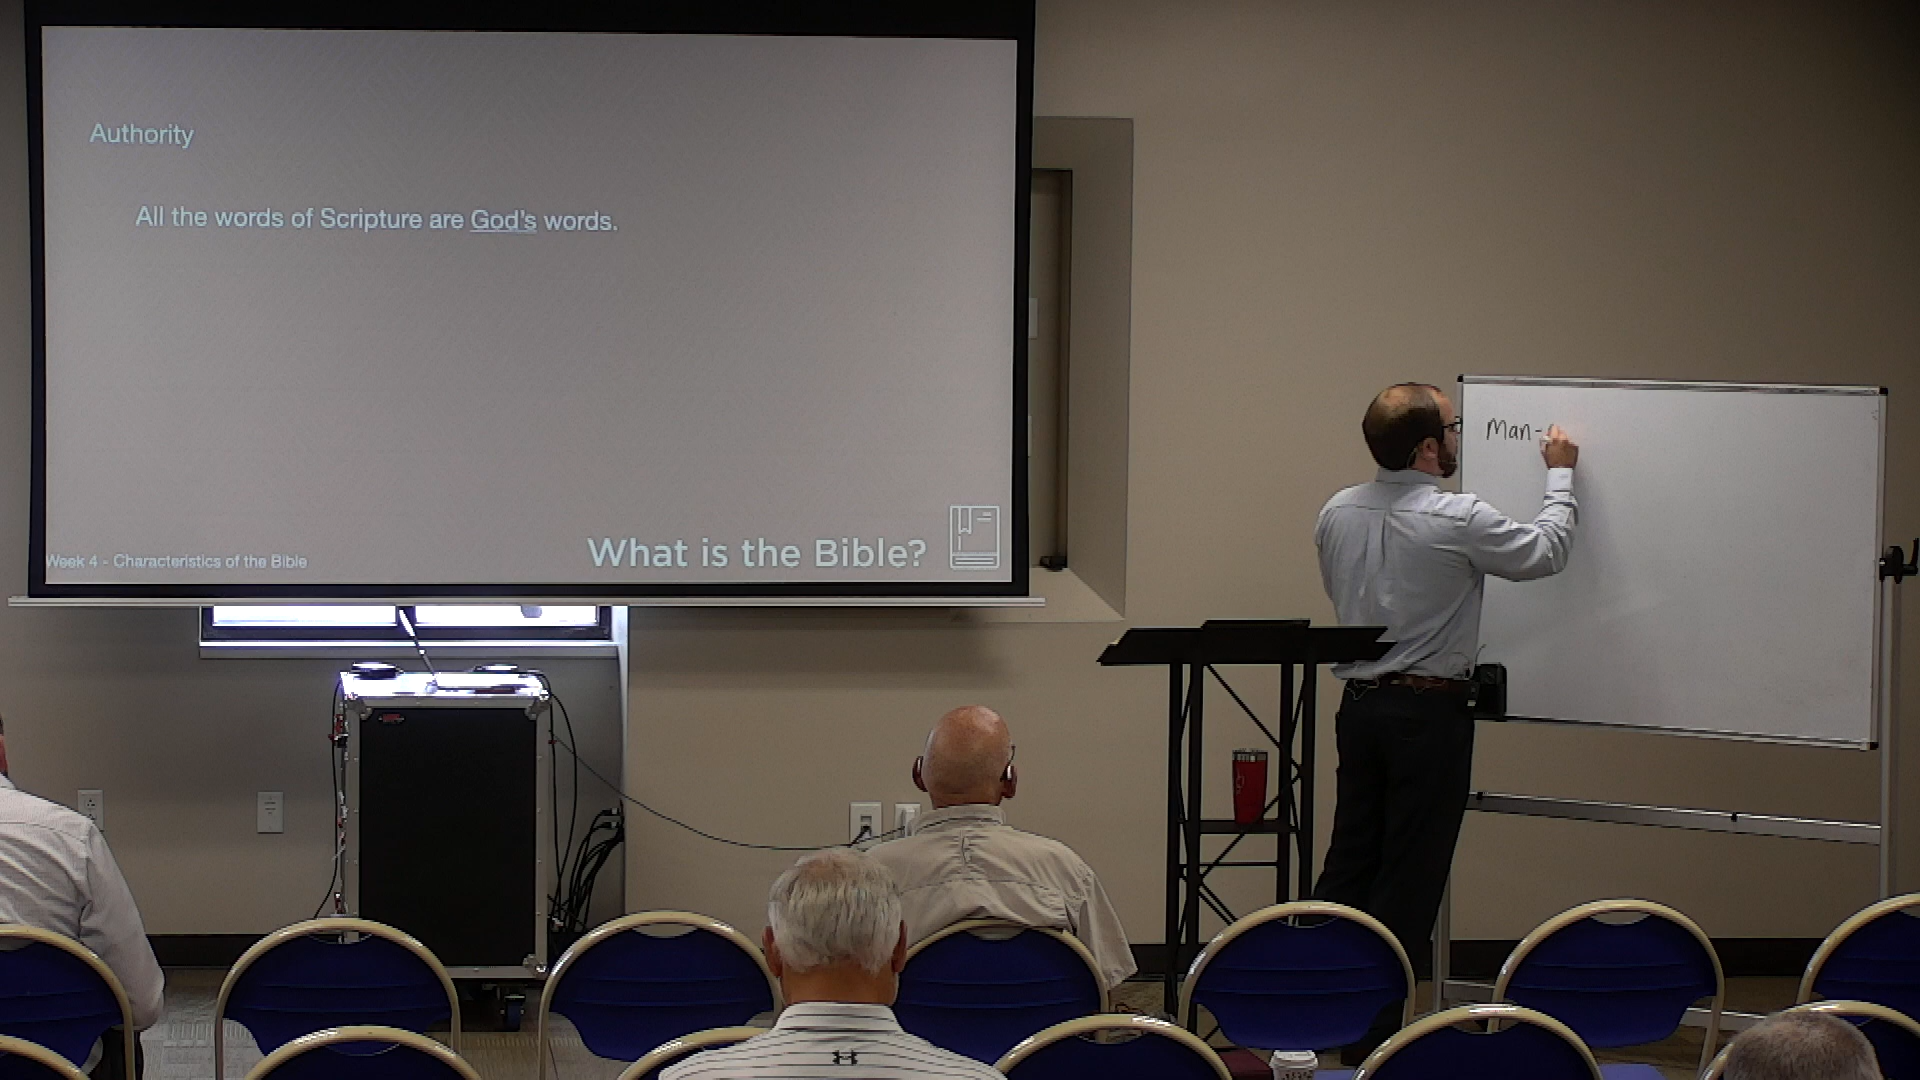 Authority
All the words of Scripture are God's words.
What is the Bible?
Week 4 - Characteristics of the Bible
Man-